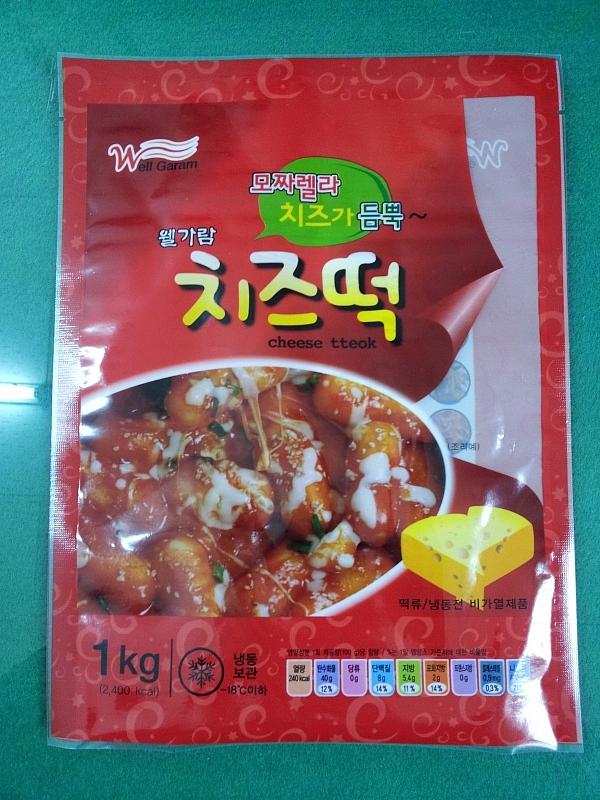 Well Garam
W
모짜렐라
치즈가 듬뿍~
웰가람
치즈떡
cheese tteok
(조리예)
떡류/냉동전 비가열제품
1kg
(2,400 kcal)
냉동
보관
-18℃이하
열량 탄수화물 당류 단백질 지방 포화지방 트랜스지방 콜레스테롤
240kcal 40g 0g 8g 5.4g 2g 0g 0.9mg
12% 14% 11% 14% 0.3%